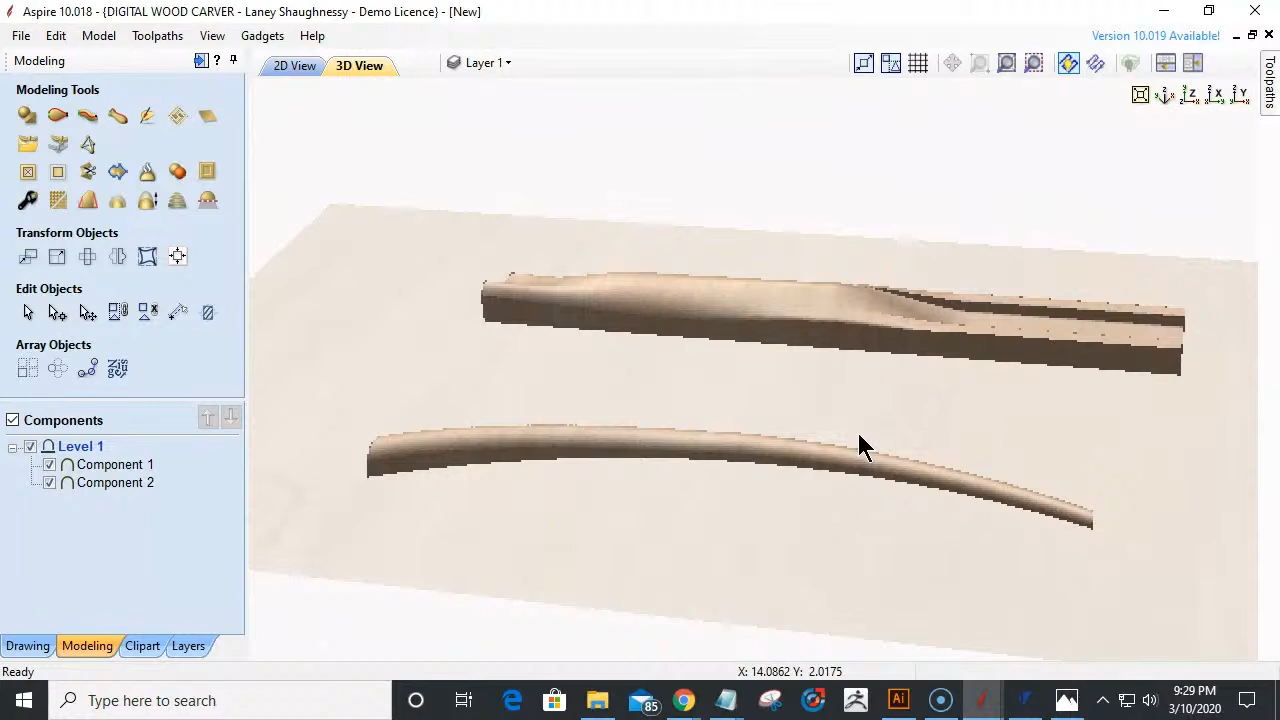 Aspire 10.018 - {DIGITAL WOOD CARVER - Laney Shaughnessy - Demo Licence} - [New]
File Edit Model Toolpaths View Gadgets Help
Version 10.019 Available!
Modeling
?
2D View
3D View
Layer 1
Toolpaths
Z X Y
Modeling Tools
Transform Objects
Edit Objects
Array Objects
Components
Level 1
Component 1
Component 2
Drawing Modeling Clipart Layers
Ready
X: 14.0862 Y: 2.0175
Type here to search
85
Ai
9:29 PM
3/10/2020